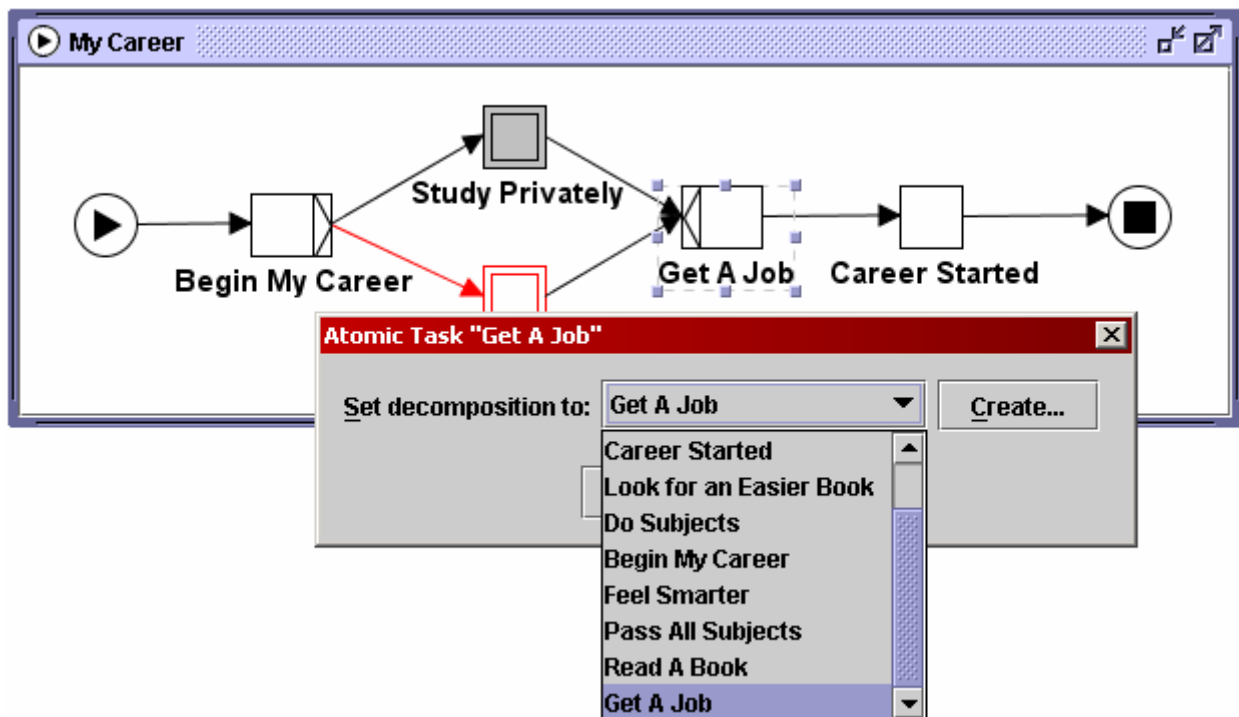 My Career
Study Privately
Begin My Career
Get A Job
Career Started
Atomic Task "Get A Job"
Set decomposition to:
Get A Job
Create...
Career Started
Look for an Easier Book
Do Subjects
Begin My Career
Feel Smarter
Pass All Subjects
Read A Book
Get A Job